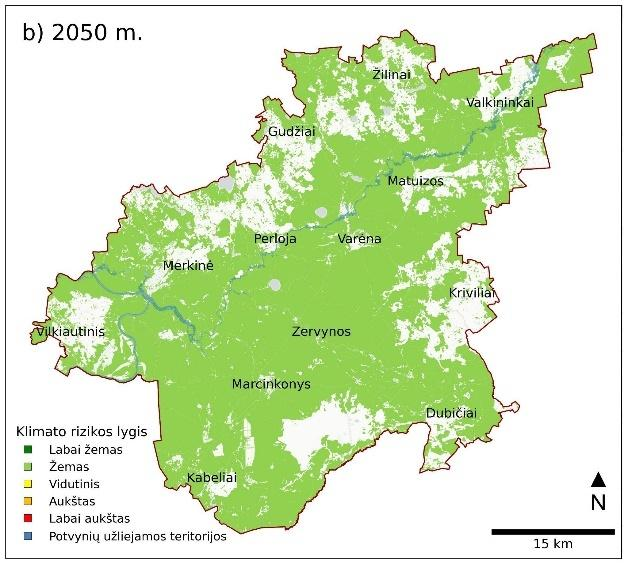 b) 2050 m.
Žilinai
Valkininkai
Gudžiai
Matuizos
Perloja
Varėna
Merkinė
Kriviliai
Vilkiautinis
Zervynos
Marcinkonys
Dubičiai
Kabeliai
Klimato rizikos lygis
Labai žemas
Žemas
Vidutinis
Aukštas
Labai aukštas
Potvynių užliejamos teritorijos
N
15 km